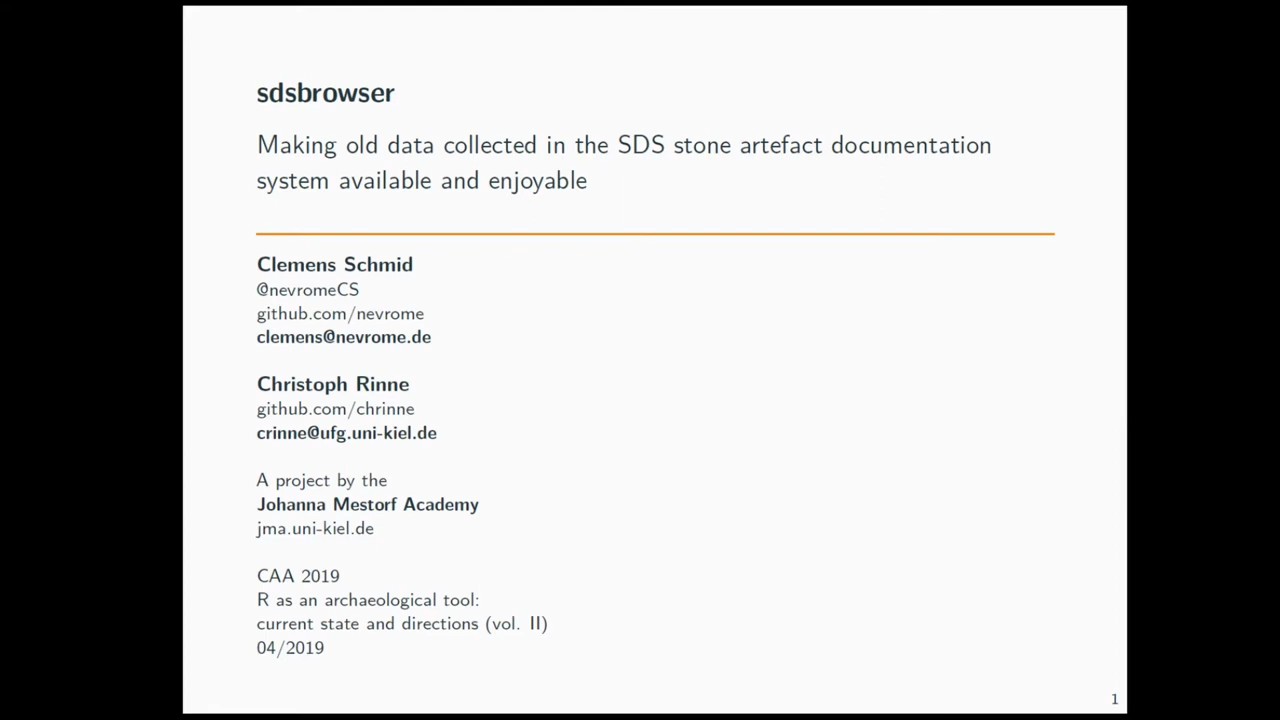 sdsbrowser
Making old data collected in the SDS stone artefact documentation
system available and enjoyable
Clemens Schmid
@nevromeCS
github.com/nevrome
clemens@nevrome.de
Christoph Rinne
github.com/chrinne
crinne@ufg.uni-kiel.de
A project by the
Johanna Mestorf Academy
jma.uni-kiel.de
CAA 2019
R as an archaeological tool:
current state and directions (vol. II)
04/2019
1